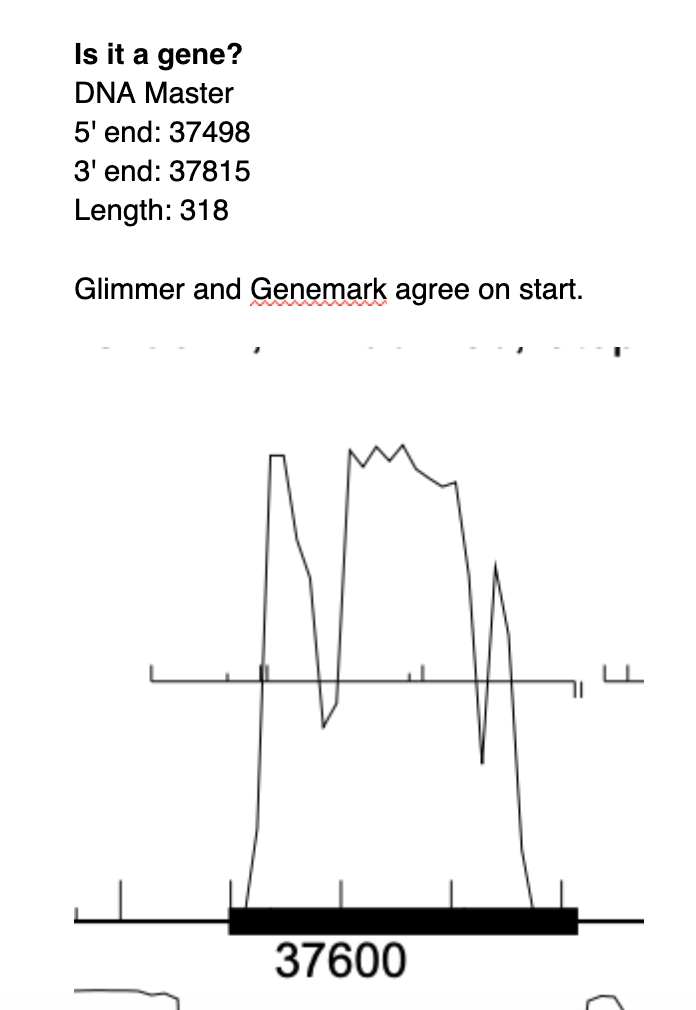 Is it a gene?
DNA Master
5' end: 37498
3' end: 37815
Length: 318
Glimmer and Genemark agree on start.
37600